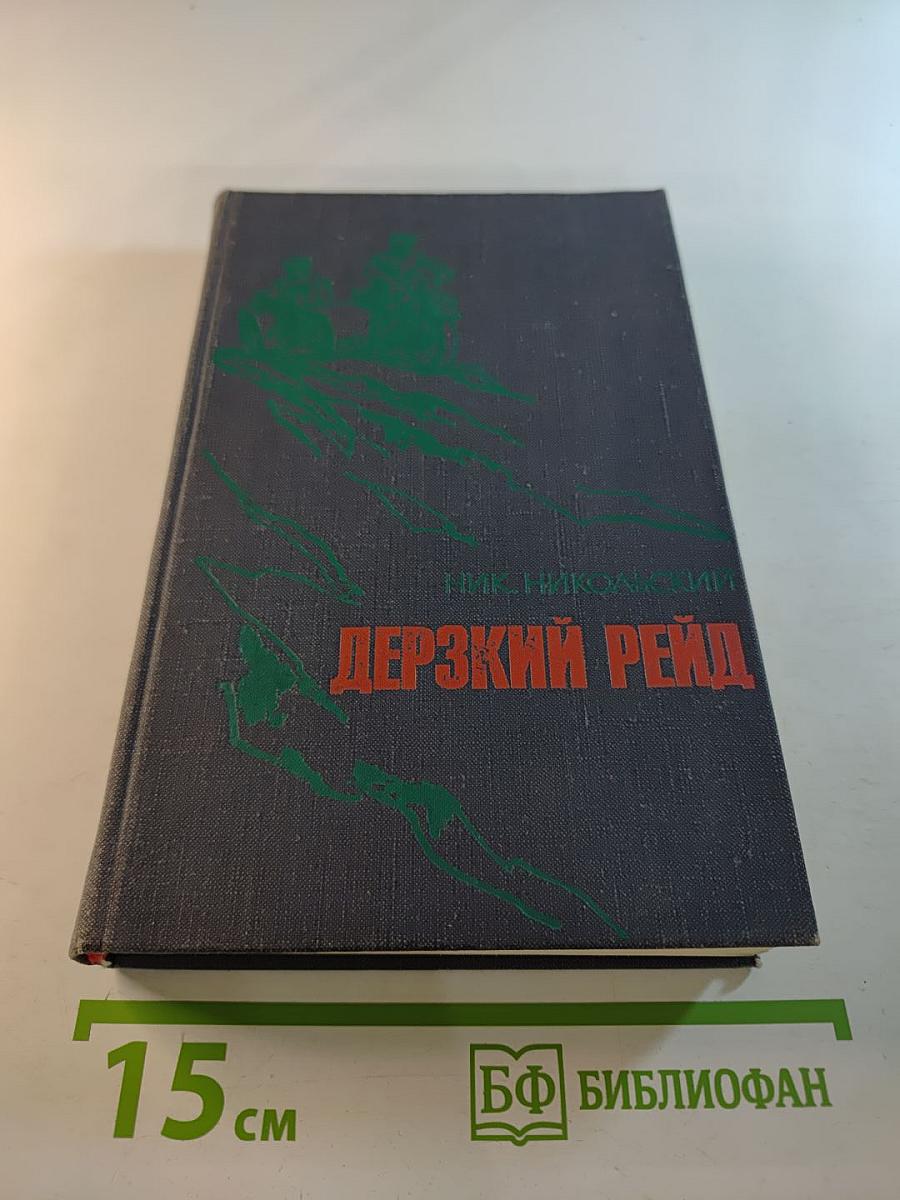 НИК. НИКОЛЬСКИЙ
ДЕРЗКИЙ РЕЙД
15 см
БФ БИБЛИОФАН